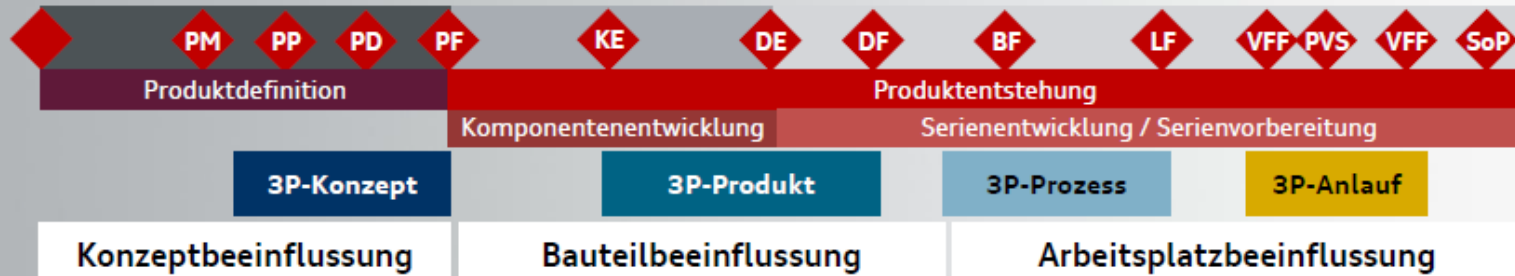 PM PP PD PF KE DE DF BF LF VFF PVS VFF SoP
Produktdefinition Produktentstehung
Komponentenentwicklung Serienentwicklung / Serienvorbereitung
3P-Konzept 3P-Produkt 3P-Prozess 3P-Anlauf
Konzeptbeeinflussung Bauteilbeeinflussung Arbeitsplatzbeeinflussung